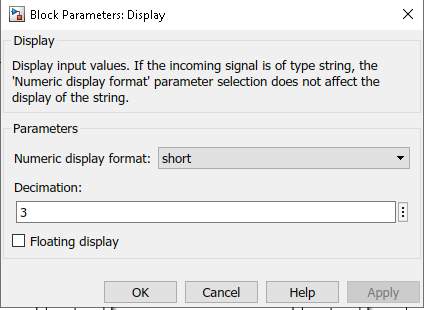 Block Parameters: Display
Display
Display input values. If the incoming signal is of type string, the
'Numeric display format' parameter selection does not affect the
display of the string.
Parameters
Numeric display format: short
Decimation:
3
Floating display
OK Cancel Help Apply